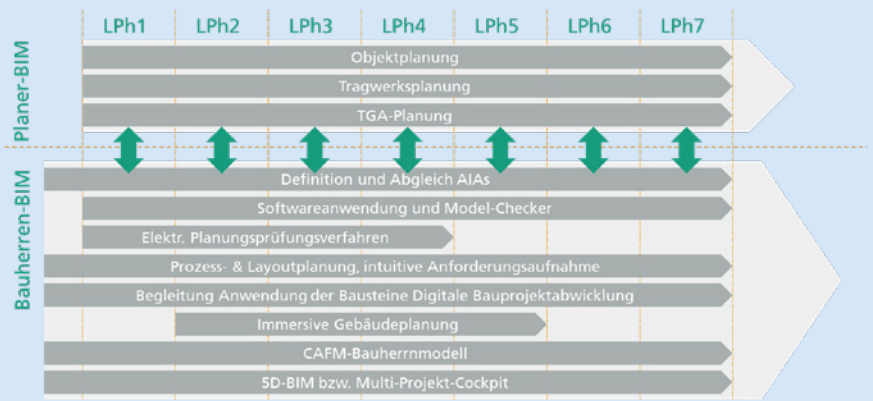 LPh1 LPh2 LPh3 LPh4 LPh5 LPh6 LPh7
Planer-BIM
Objektplanung
Tragwerksplanung
TGA-Planung
Bauherren-BIM
Definition und Abgleich AIAs
Softwareanwendung und Model-Checker
Elektr. Planungsprüfungsverfahren
Prozess- & Layoutplanung, intuitive Anforderungsaufnahme
Begleitung Anwendung der Bausteine Digitale Bauprojektabwicklung
Immersive Gebäudeplanung
CAFM-Bauherrnmodell
5D-BIM bzw. Multi-Projekt-Cockpit